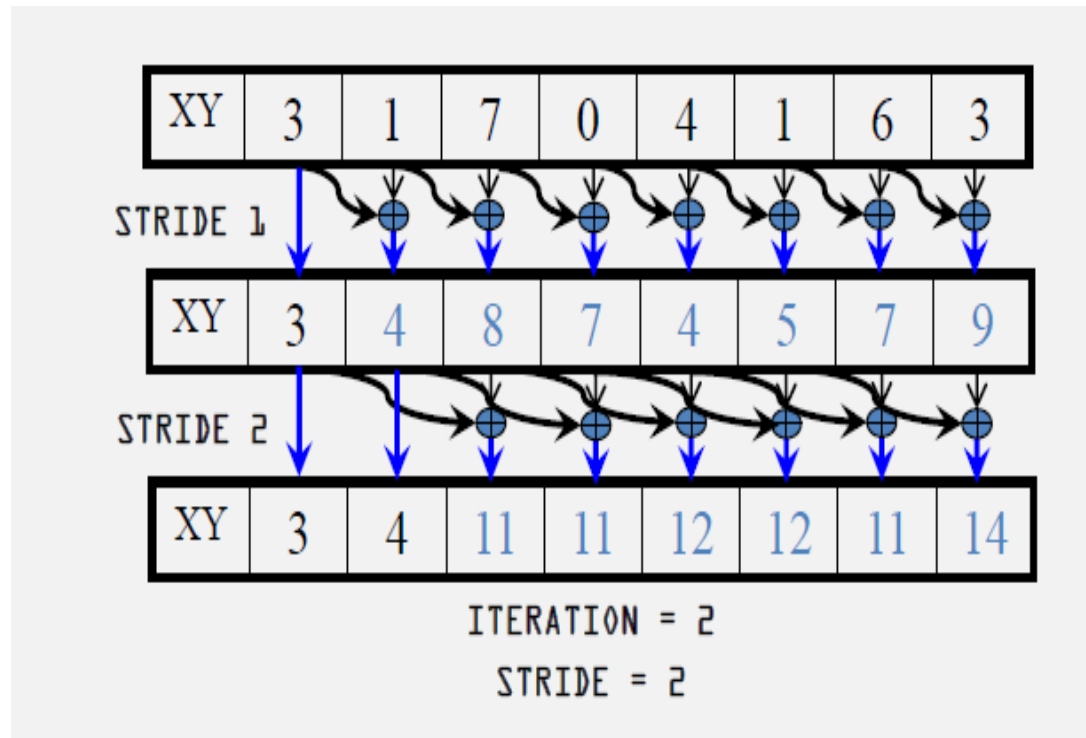 XY 3 1 7 0 4 1 6 3
STRIDE 1
XY 3 4 8 7 4 5 7 9
STRIDE 2
XY 3 4 11 11 12 12 11 14
ITERATION = 2
STRIDE = 2